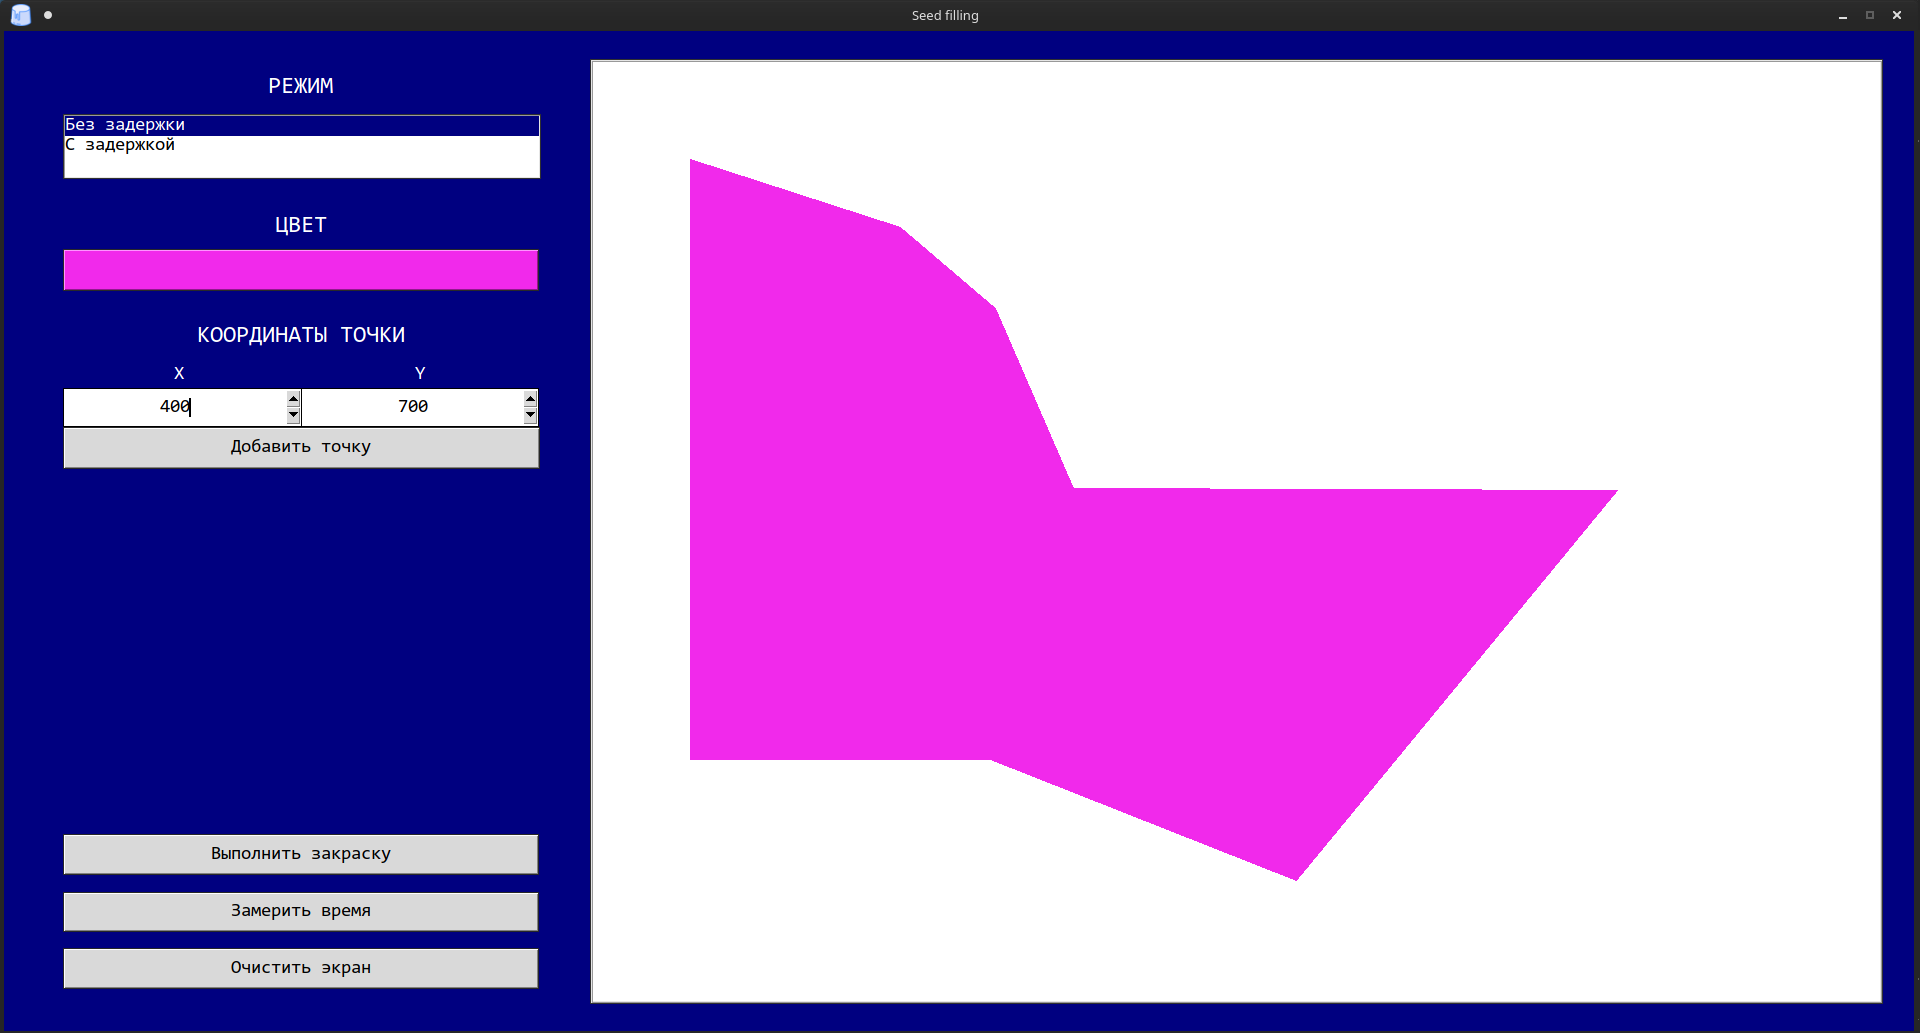 Seed filling
РЕЖИМ
Без задержки
С задержкой
ЦВЕТ
КООРДИНАТЫ ТОЧКИ
X Y
400 700
Добавить точку
Выполнить закраску
Замерить время
Очистить экран